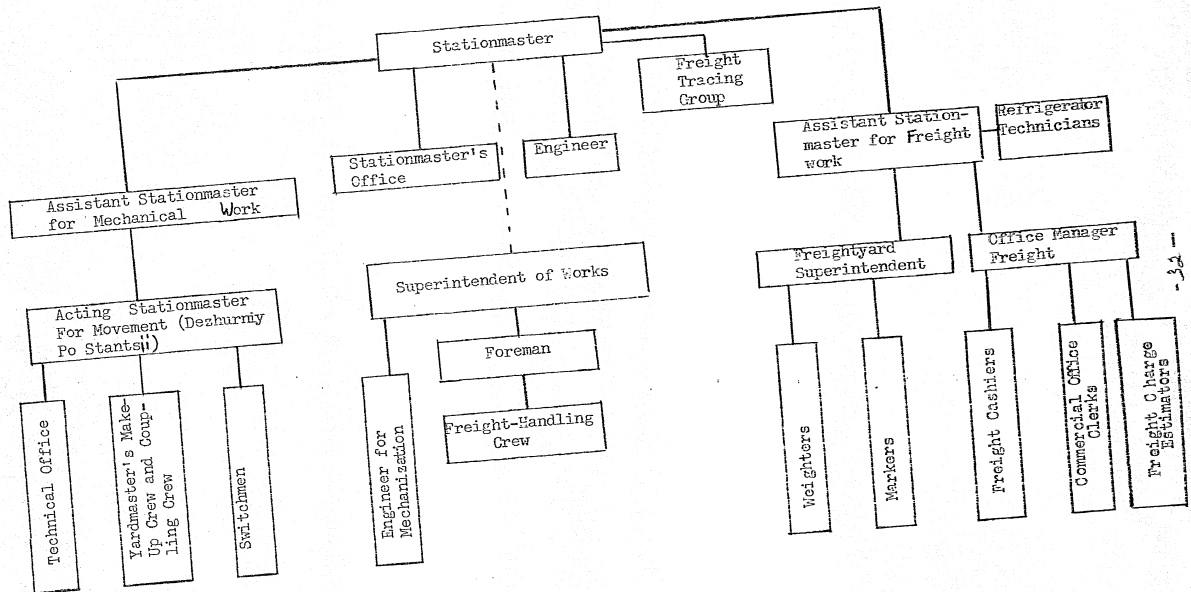 Stationmaster
Freight
Tracing
Group
Stationmaster's
Office
Engineer
Assistant Station-
master for Freight
work
Refrigerator
Technicians
Assistant Stationmaster
for Mechanical Work
Superintendent of Works
Freightyard
Superintendent
Office Manager
Freight
- 32 -
Acting Stationmaster
For Movement (Dezhurniy
Po Stantsii)
Foreman
Freight-Handling
Crew
Technical Office
Yardmaster's Make-
Up Crew and Coup-
ling Crew
Switchmen
Engineer for
Mechanization
Weighters
Markers
Freight Cashiers
Commercial Office
Clerks
Freight Charge
Estimators